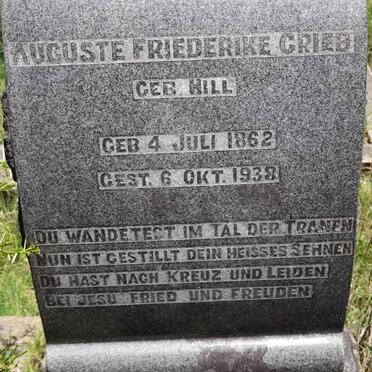 AUGUSTE FRIEDERIKE GRIEB
GEB HILL
GEB 4 JULI 1862
GEST. 6 OKT. 1938
DU WANDETEST IM TAL DER TRANEN
NUN IST GESTILLT DEIN HEISSES SEHNEN
DU HAST NACH KREUZ UND LEIDEN
BEI JESU FRIED UND FREUDEN